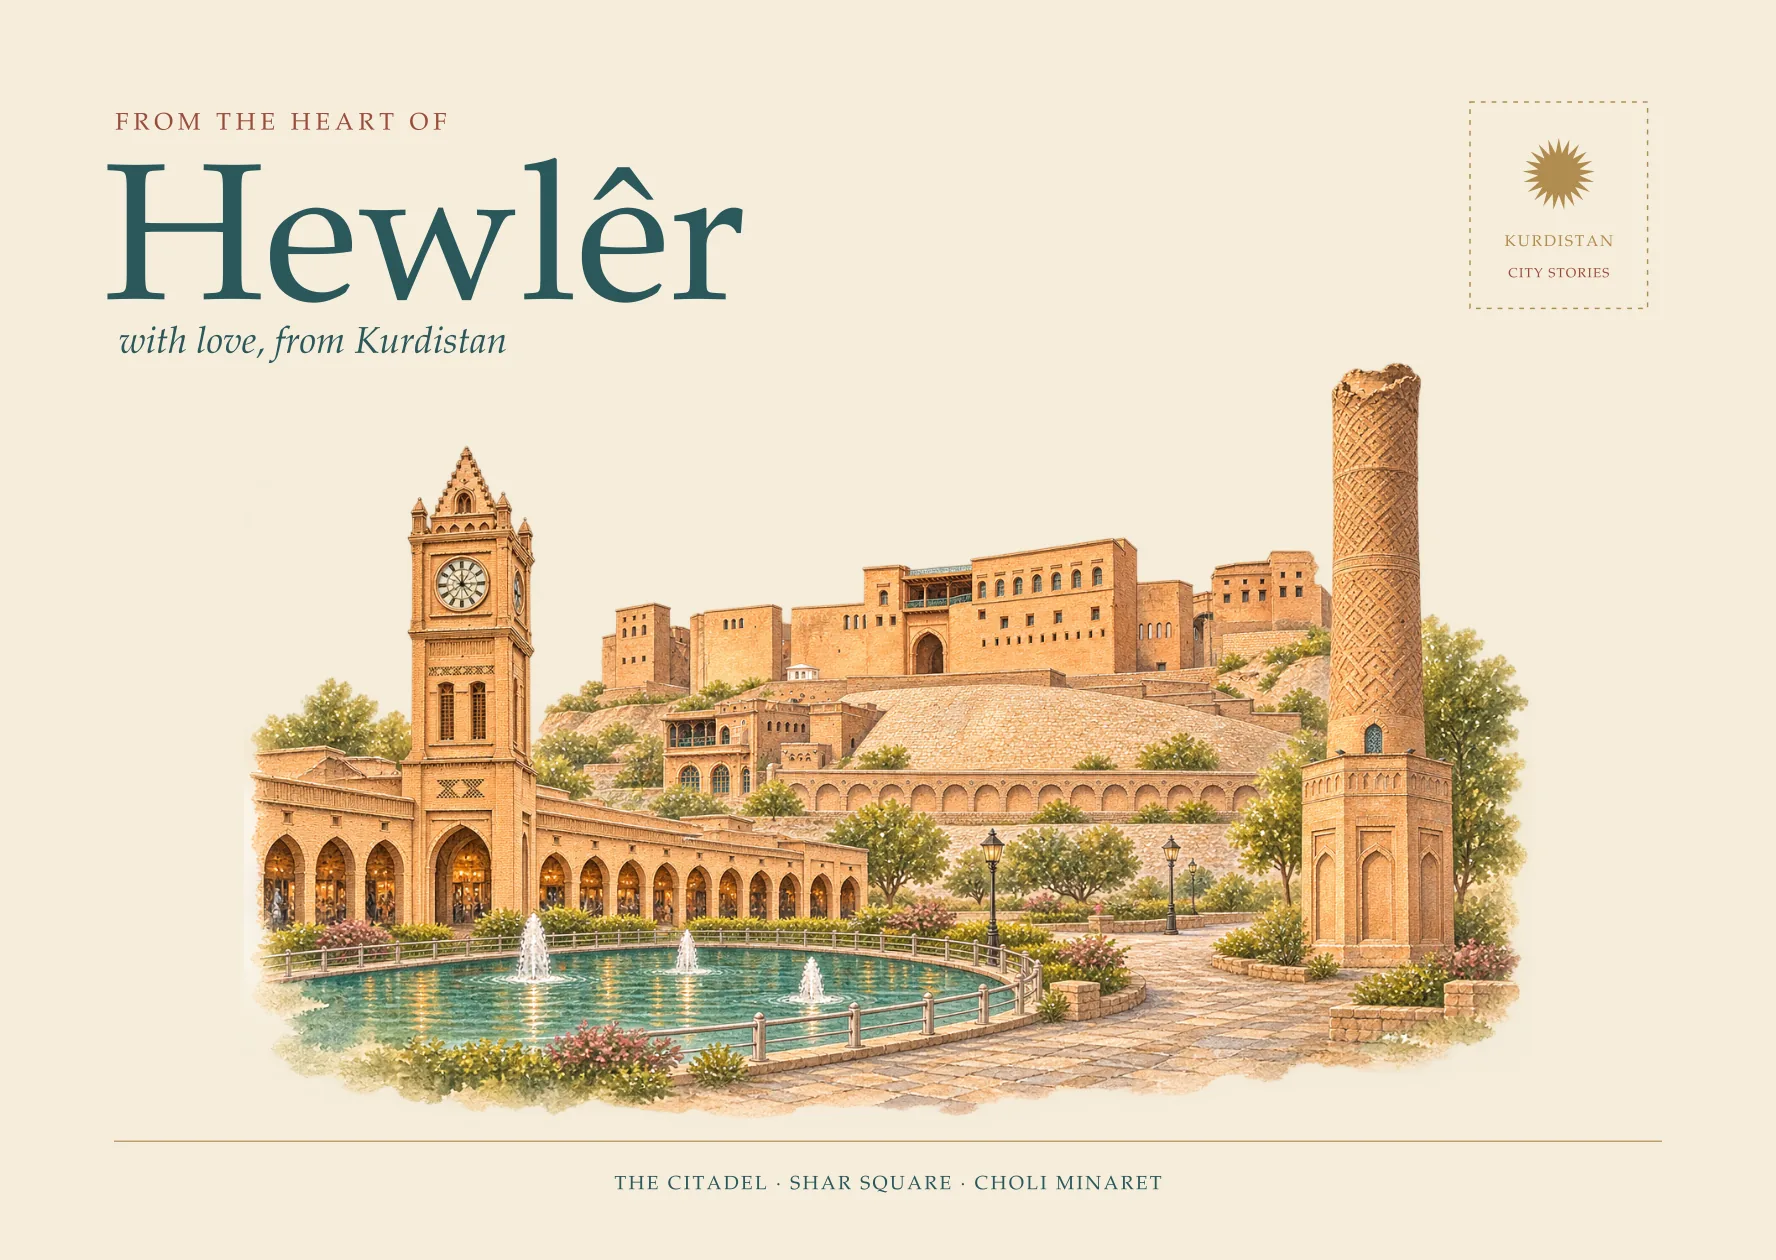 FROM THE HEART OF
Hewlêr
with love, from Kurdistan
KURDISTAN
CITY STORIES
THE CITADEL · SHAR SQUARE · CHOLI MINARET